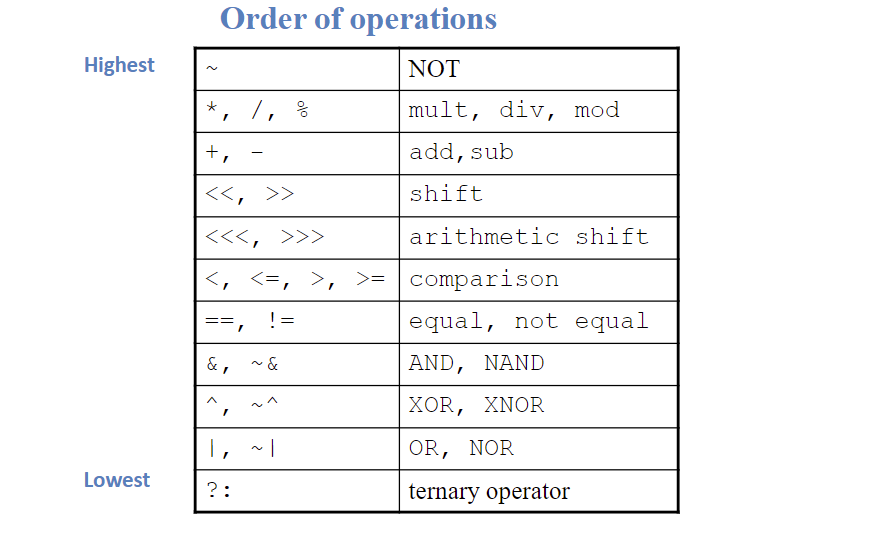 Order of operations
Highest
~ NOT
*, /, % mult, div, mod
+, - add,sub
<<, >> shift
<<<, >>> arithmetic shift
<, <=, >, >= comparison
==, != equal, not equal
&, ~& AND, NAND
^, ~^ XOR, XNOR
|, ~| OR, NOR
Lowest
?: ternary operator